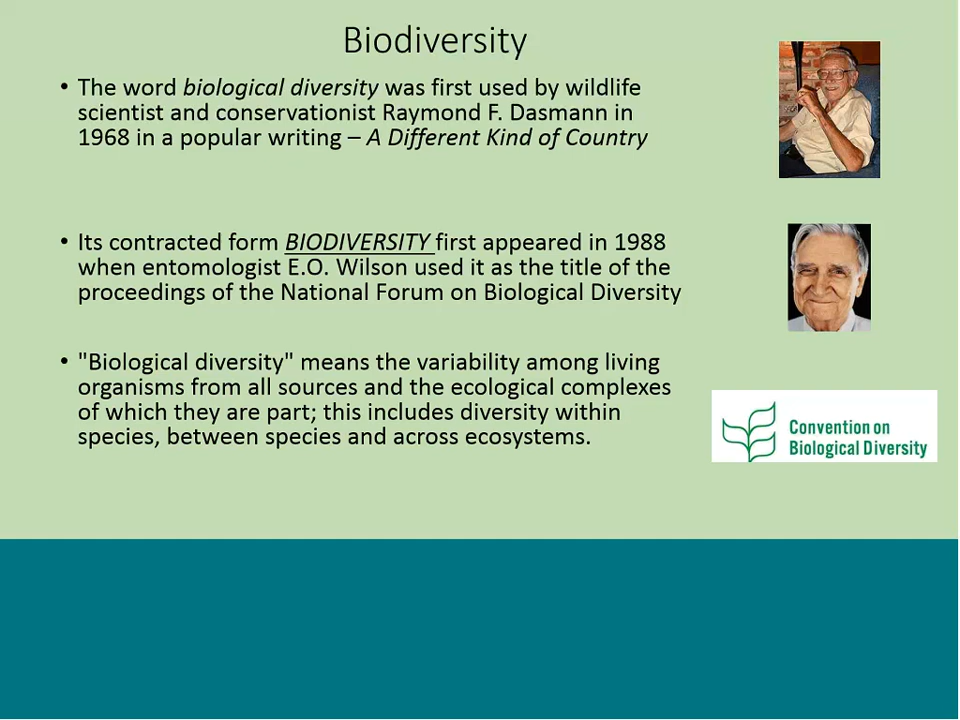 Biodiversity
• The word biological diversity was first used by wildlife
scientist and conservationist Raymond F. Dasmann in
1968 in a popular writing – A Different Kind of Country
• Its contracted form BIODIVERSITY first appeared in 1988
when entomologist E.O. Wilson used it as the title of the
proceedings of the National Forum on Biological Diversity
• "Biological diversity" means the variability among living
organisms from all sources and the ecological complexes
of which they are part; this includes diversity within
species, between species and across ecosystems.
Convention on
Biological Diversity